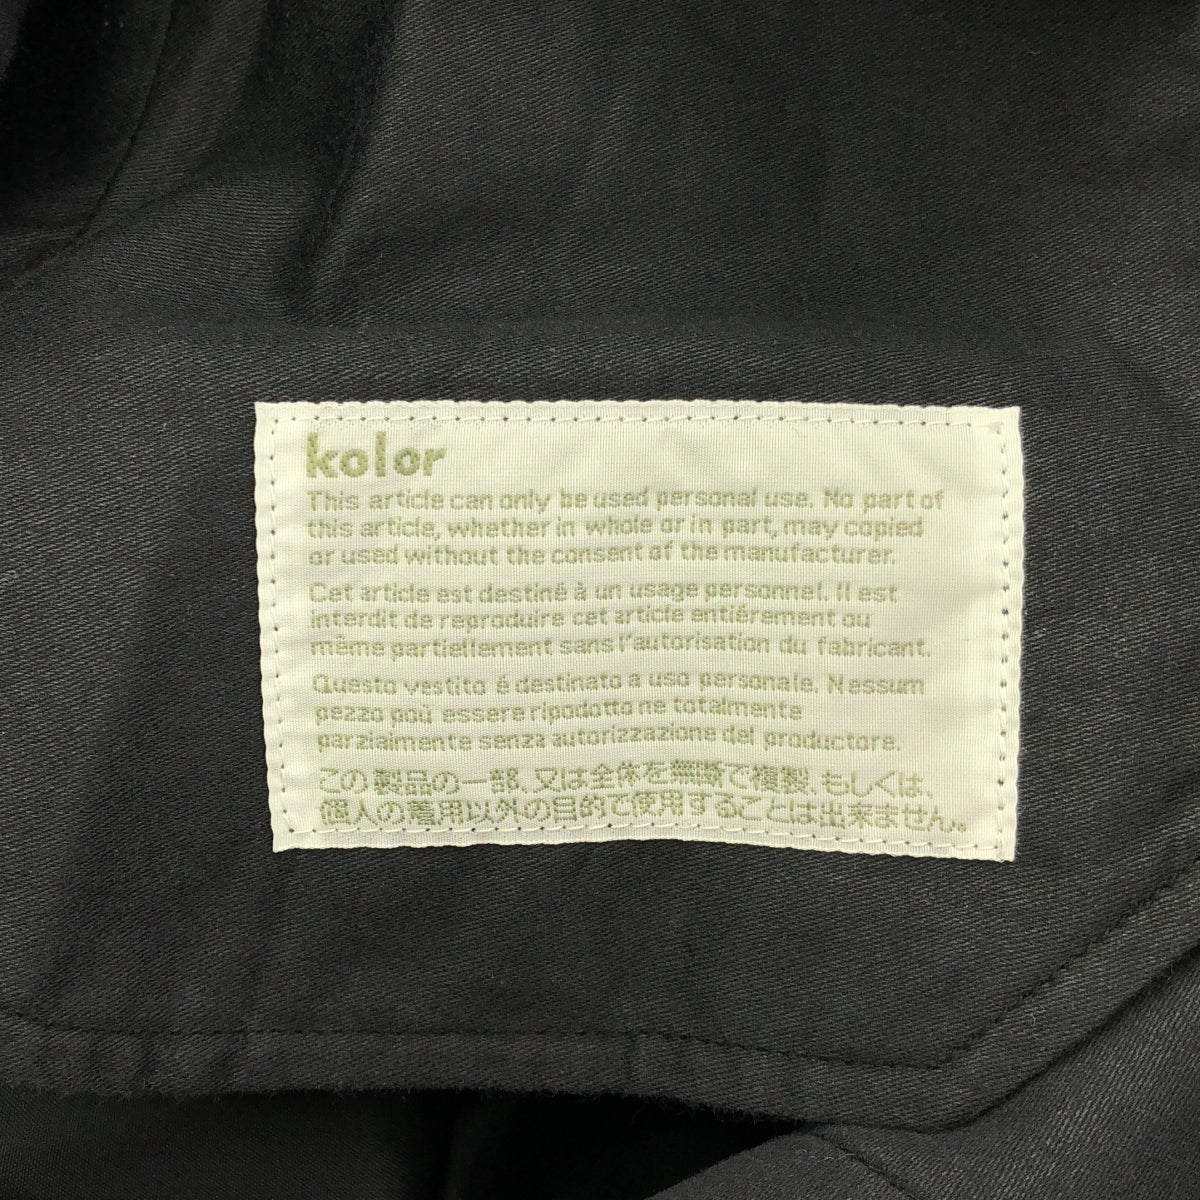 kolor
This article can only be used personal use. No part of
this article, whether in whole or in part, may copied
or used without the consent of the manufacturer.
Cet article est destiné à un usage personnel. Il est
interdit de reproduire cet article entiérement ou
même partiellement sans l'autorisation du fabricant.
Questo vestito é destinato a uso personale. Nessum
pezzo poù essere ripodotto ne totalmente
parziaimente senza autorizzazione del productore.
この製品の一部、又は全体を無断で複製、もしくは、
個人の着用以外の目的で使用することは出来ません。